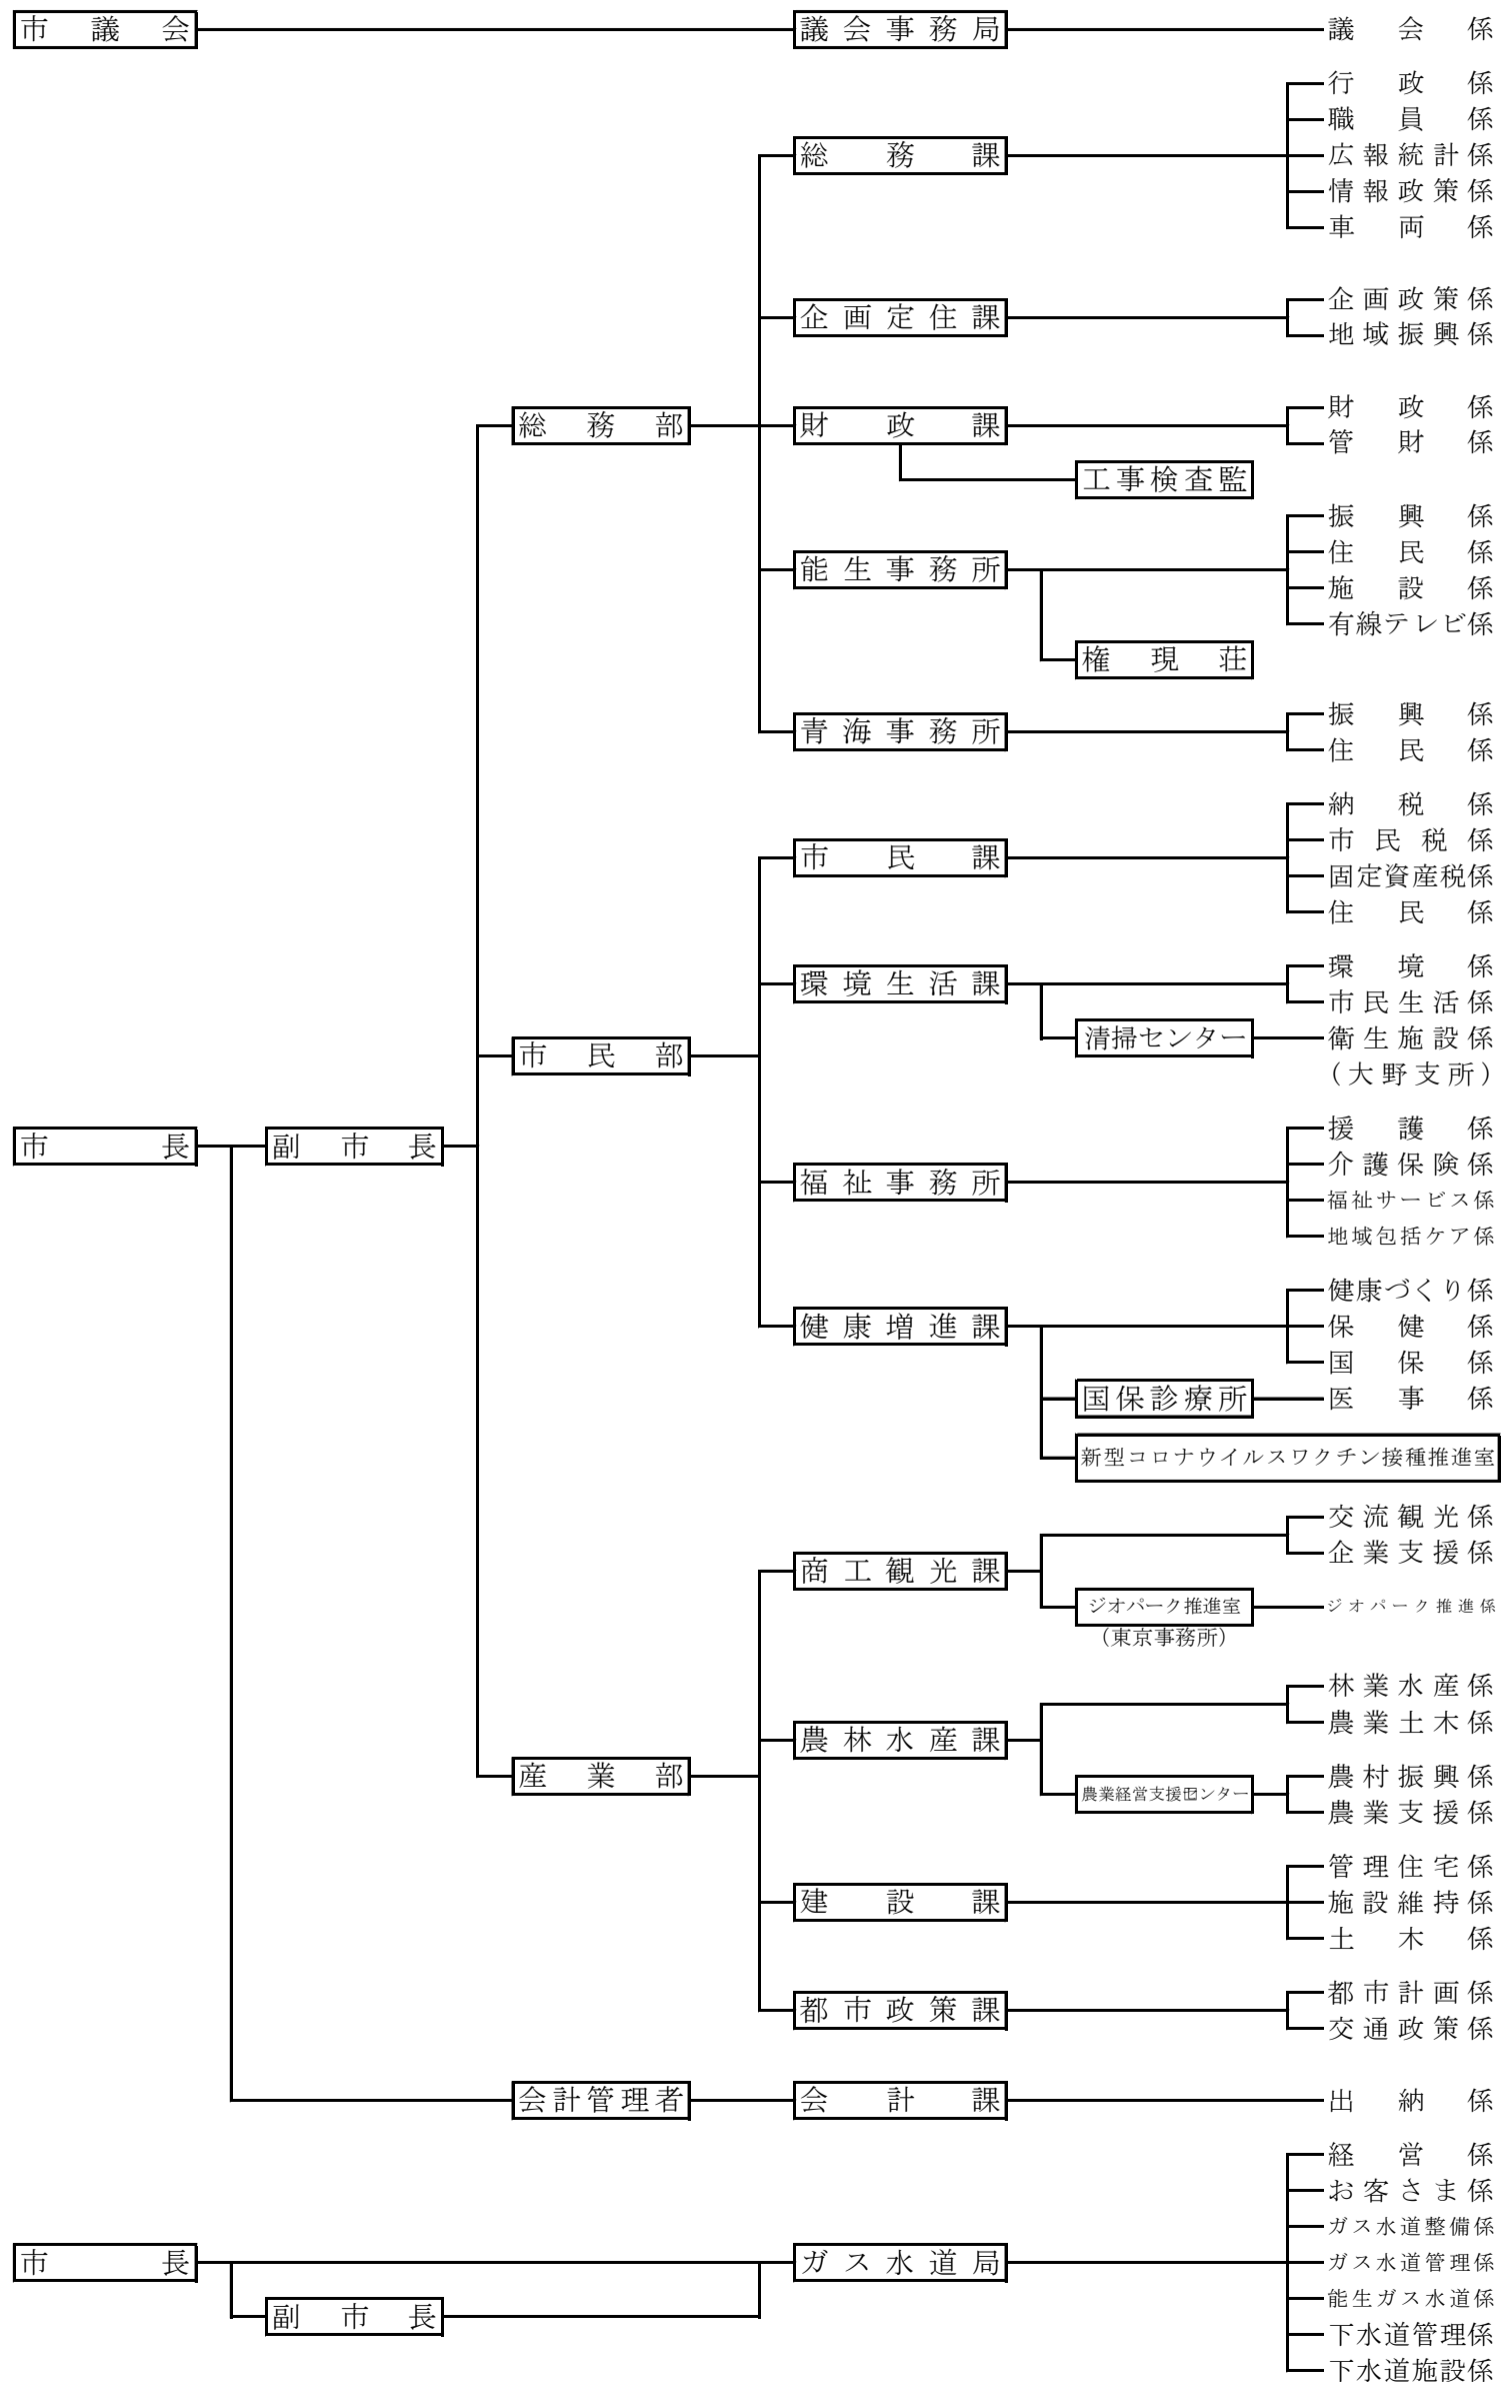 市議会 議会事務局 議会係
行政係
職員係
総務課 広報統計係
情報政策係
車両係
企画政策係
企画定住課
地域振興係
財政係
総務部 財政課
管財係
工事検査監
振興係
住民係
能生事務所
施設係
有線テレビ係
権現荘
振興係
青海事務所
住民係
納税係
市民税係
市民課
固定資産税係
住民係
環境係
環境生活課
市民生活係
清掃センター 衛生施設係
市民部
(大野支所)
援護係
市長 副市長
介護保険係
福祉事務所
福祉サービス係
地域包括ケア係
健康づくり係
健康増進課 保健係
国保係
国保診療所 医事係
新型コロナウイルスワクチン接種推進室
交流観光係
企業支援係
商工観光課
ジオパーク推進室 ジオパーク推進係
(東京事務所)
林業水産係
農業土木係
農林水産課
産業部
農村振興係
農業経営支援センター
農業支援係
管理住宅係
建設課 施設維持係
土木係
都市計画係
都市政策課
交通政策係
会計管理者 会計課 出納係
経営係
お客さま係
ガス水道整備係
市長 ガス水道局 ガス水道管理係
能生ガス水道係
副市長
下水道管理係
下水道施設係